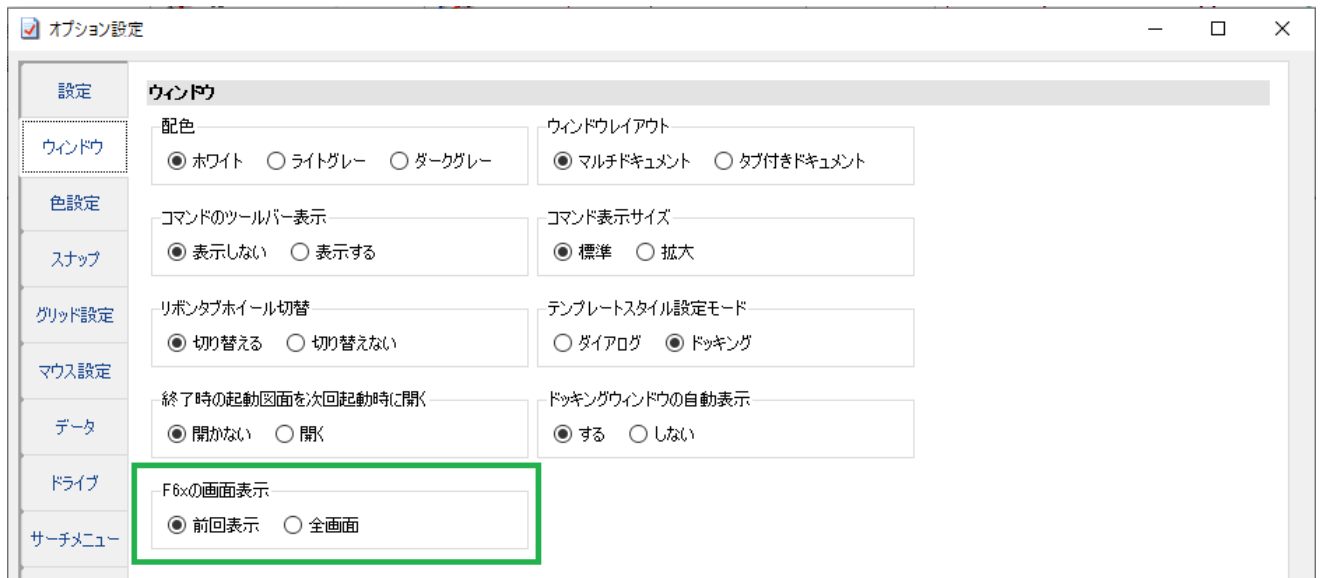 オプション設定
設定
ウィンドウ
色設定
スナップ
グリッド設定
マウス設定
データ
ドライブ
サーチメニュー
ウィンドウ
配色
ホワイト ライトグレー ダークグレー
ウィンドウレイアウト
マルチドキュメント タブ付きドキュメント
コマンドのツールバー表示
表示しない 表示する
コマンド表示サイズ
標準 拡大
リボンタブホイール切替
切り替える 切り替えない
テンプレートスタイル設定モード
ダイアログ ドッキング
終了時の起動図面を次回起動時に開く
開かない 開く
ドッキングウィンドウの自動表示
する しない
F6xの画面表示
前回表示 全画面